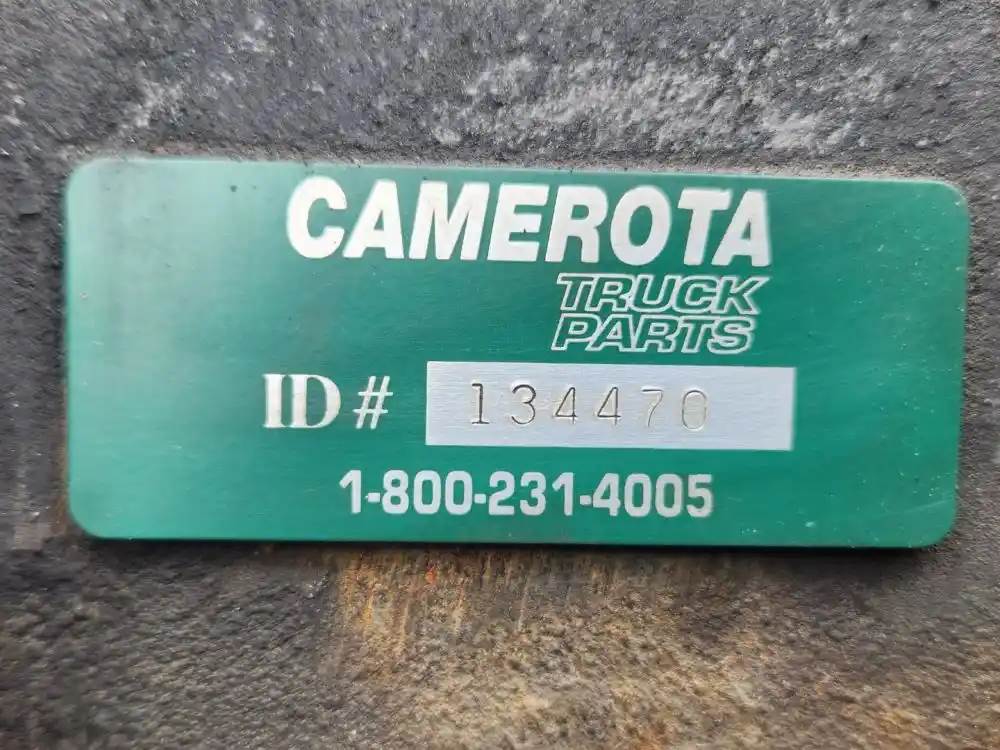 CAMEROTA
TRUCK
PARTS
ID# 134470
1-800-231-4005